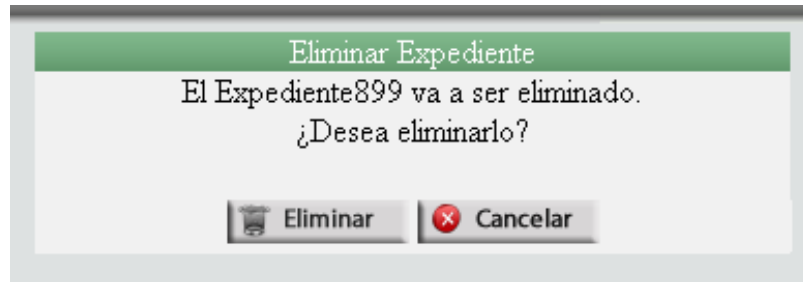 Eliminar Expediente
El Expediente899 va a ser eliminado.
¿Desea eliminarlo?
Eliminar Cancelar